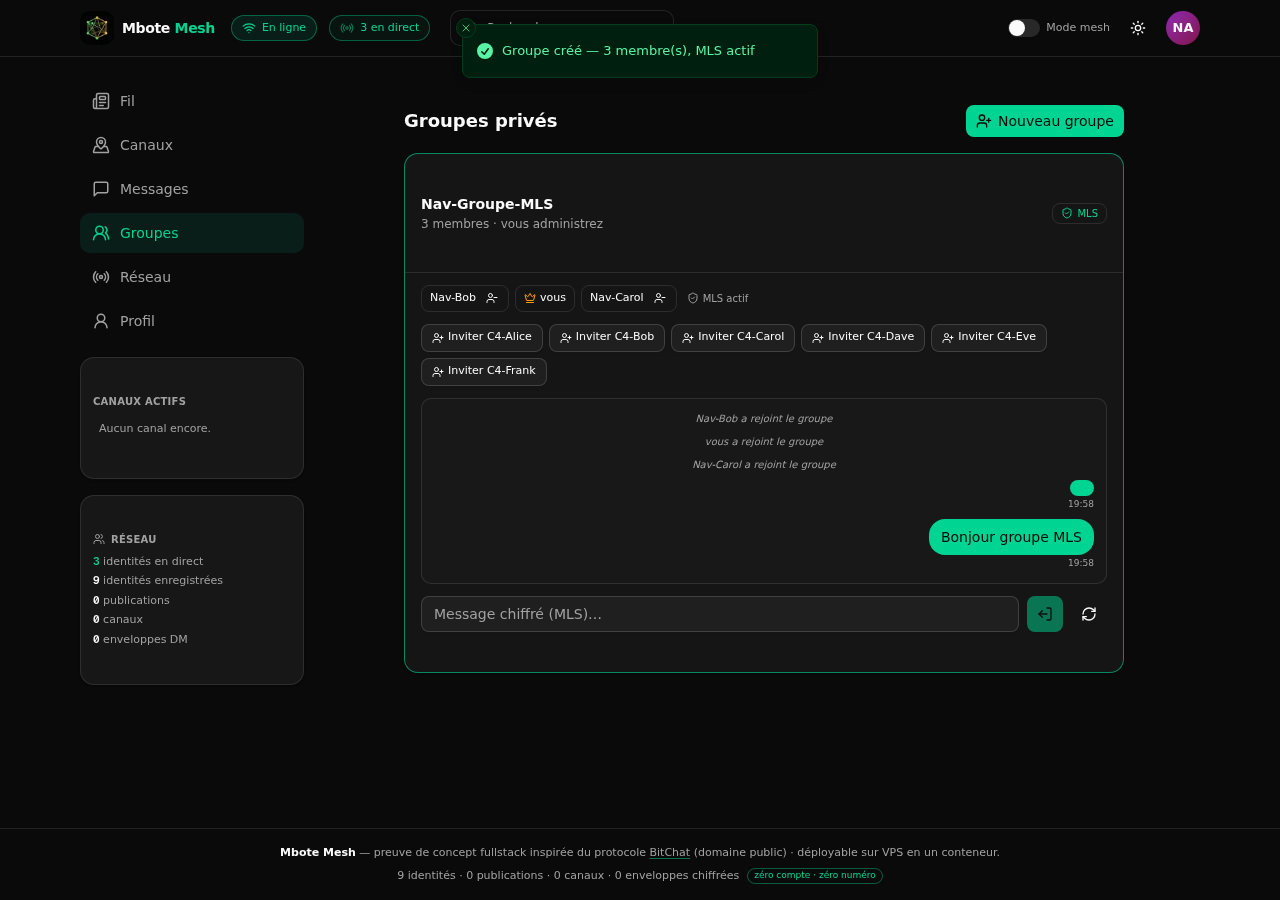 Mbote Mesh
En ligne
3 en direct
Mode mesh
NA
Groupe créé — 3 membre(s), MLS actif
Fil
Canaux
Messages
Groupes
Réseau
Profil
CANAUX ACTIFS
Aucun canal encore.
RÉSEAU
3 identités en direct
9 identités enregistrées
0 publications
0 canaux
0 enveloppes DM
Groupes privés
Nouveau groupe
Nav-Groupe-MLS
3 membres · vous administrez
MLS
Nav-Bob
vous
Nav-Carol
MLS actif
Inviter C4-Alice
Inviter C4-Bob
Inviter C4-Carol
Inviter C4-Dave
Inviter C4-Eve
Inviter C4-Frank
Nav-Bob a rejoint le groupe
vous a rejoint le groupe
Nav-Carol a rejoint le groupe
19:58
Bonjour groupe MLS
19:58
Message chiffré (MLS)…
Mbote Mesh — preuve de concept fullstack inspirée du protocole BitChat (domaine public) · déployable sur VPS en un conteneur.
9 identités · 0 publications · 0 canaux · 0 enveloppes chiffrées
zéro compte · zéro numéro